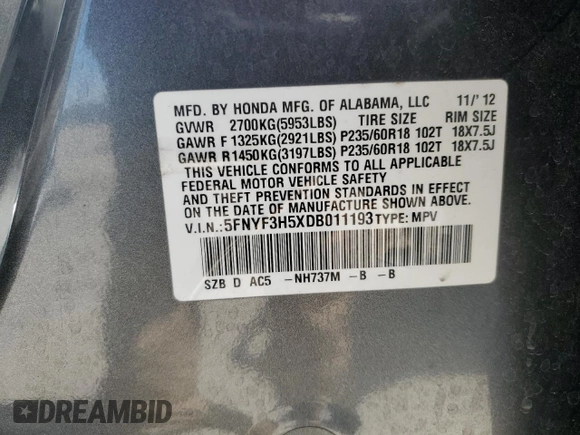 MFD. BY HONDA MFG. OF ALABAMA, LLC 11/'12
GVWR 2700KG(5953LBS) TIRE SIZE RIM SIZE
GAWR F 1325KG(2921LBS) P235/60R18 102T 18X7.5J
GAWR R1450KG(3197LBS) P235/60R18 102T 18X7.5J
THIS VEHICLE CONFORMS TO ALL APPLICABLE
FEDERAL MOTOR VEHICLE SAFETY
AND THEFT PREVENTION STANDARDS IN EFFECT
ON THE DATE OF MANUFACTURE SHOWN ABOVE.
V.I.N.:5FNYF3H5XDB011193 TYPE: MPV
SZB D AC5 -NH737M -B -B
DREAMBID